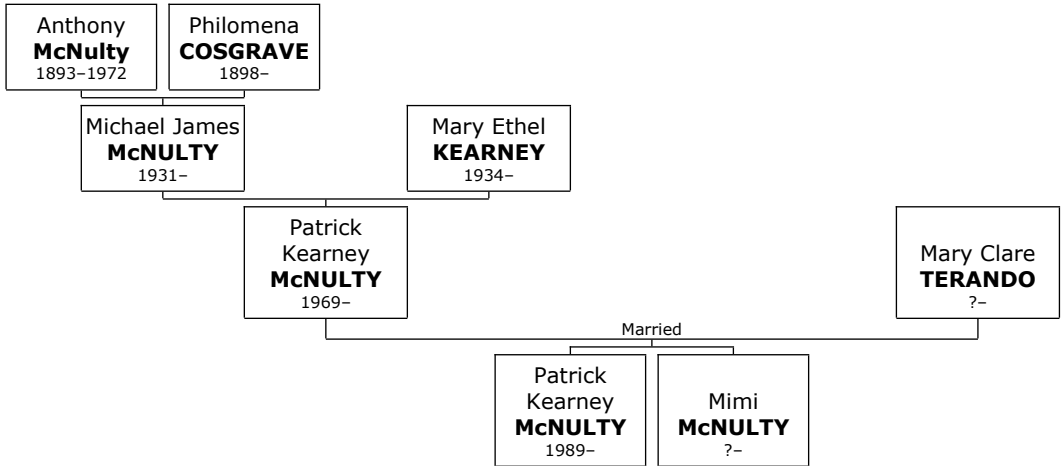 Anthony
McNulty
1893–1972
Philomena
COSGRAVE
1898–
Michael James
McNULTY
1931–
Mary Ethel
KEARNEY
1934–
Patrick
Kearney
McNULTY
1969–
Mary Clare
TERANDO
?–
Married
Patrick
Kearney
McNULTY
1989–
Mimi
McNULTY
?–